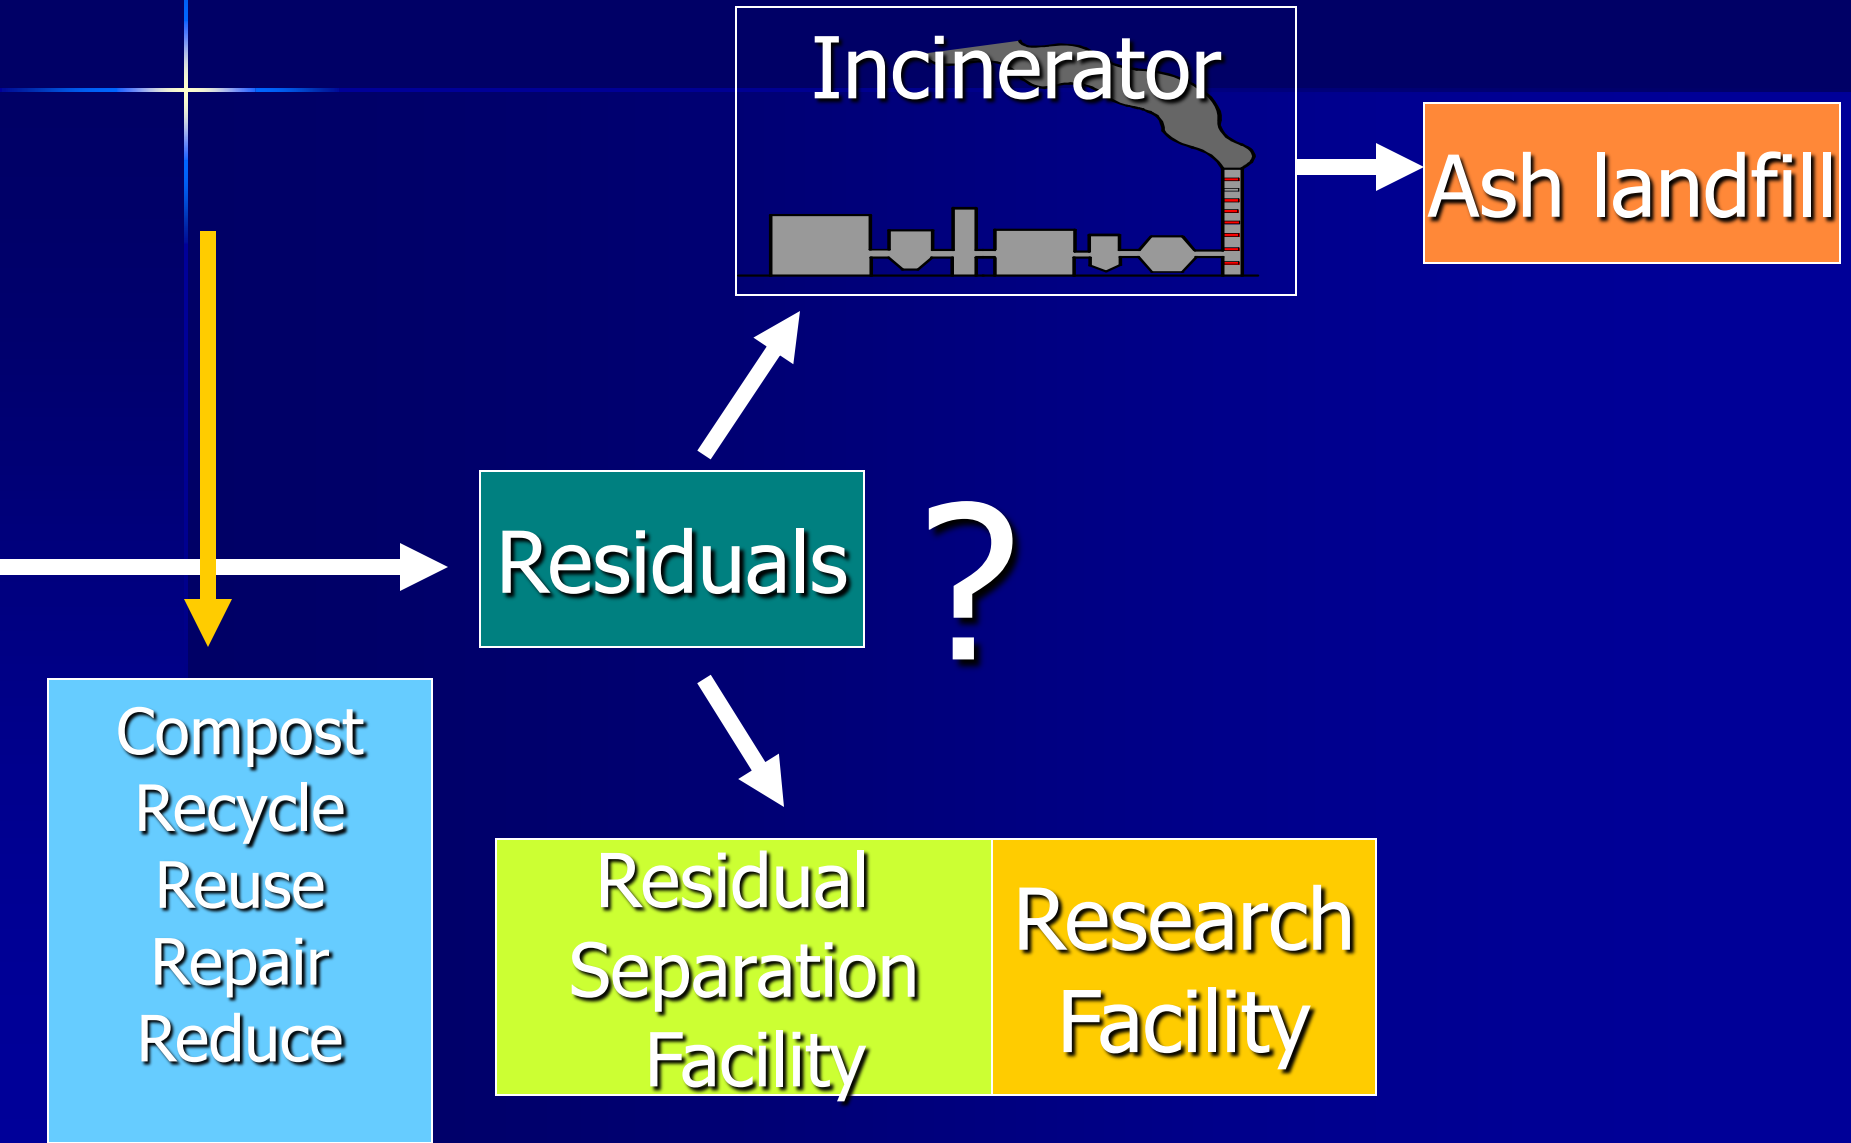 Incinerator
Ash landfill
Residuals
?
Compost
Recycle
Reuse
Repair
Reduce
Residual
Separation
Facility
Research
Facility